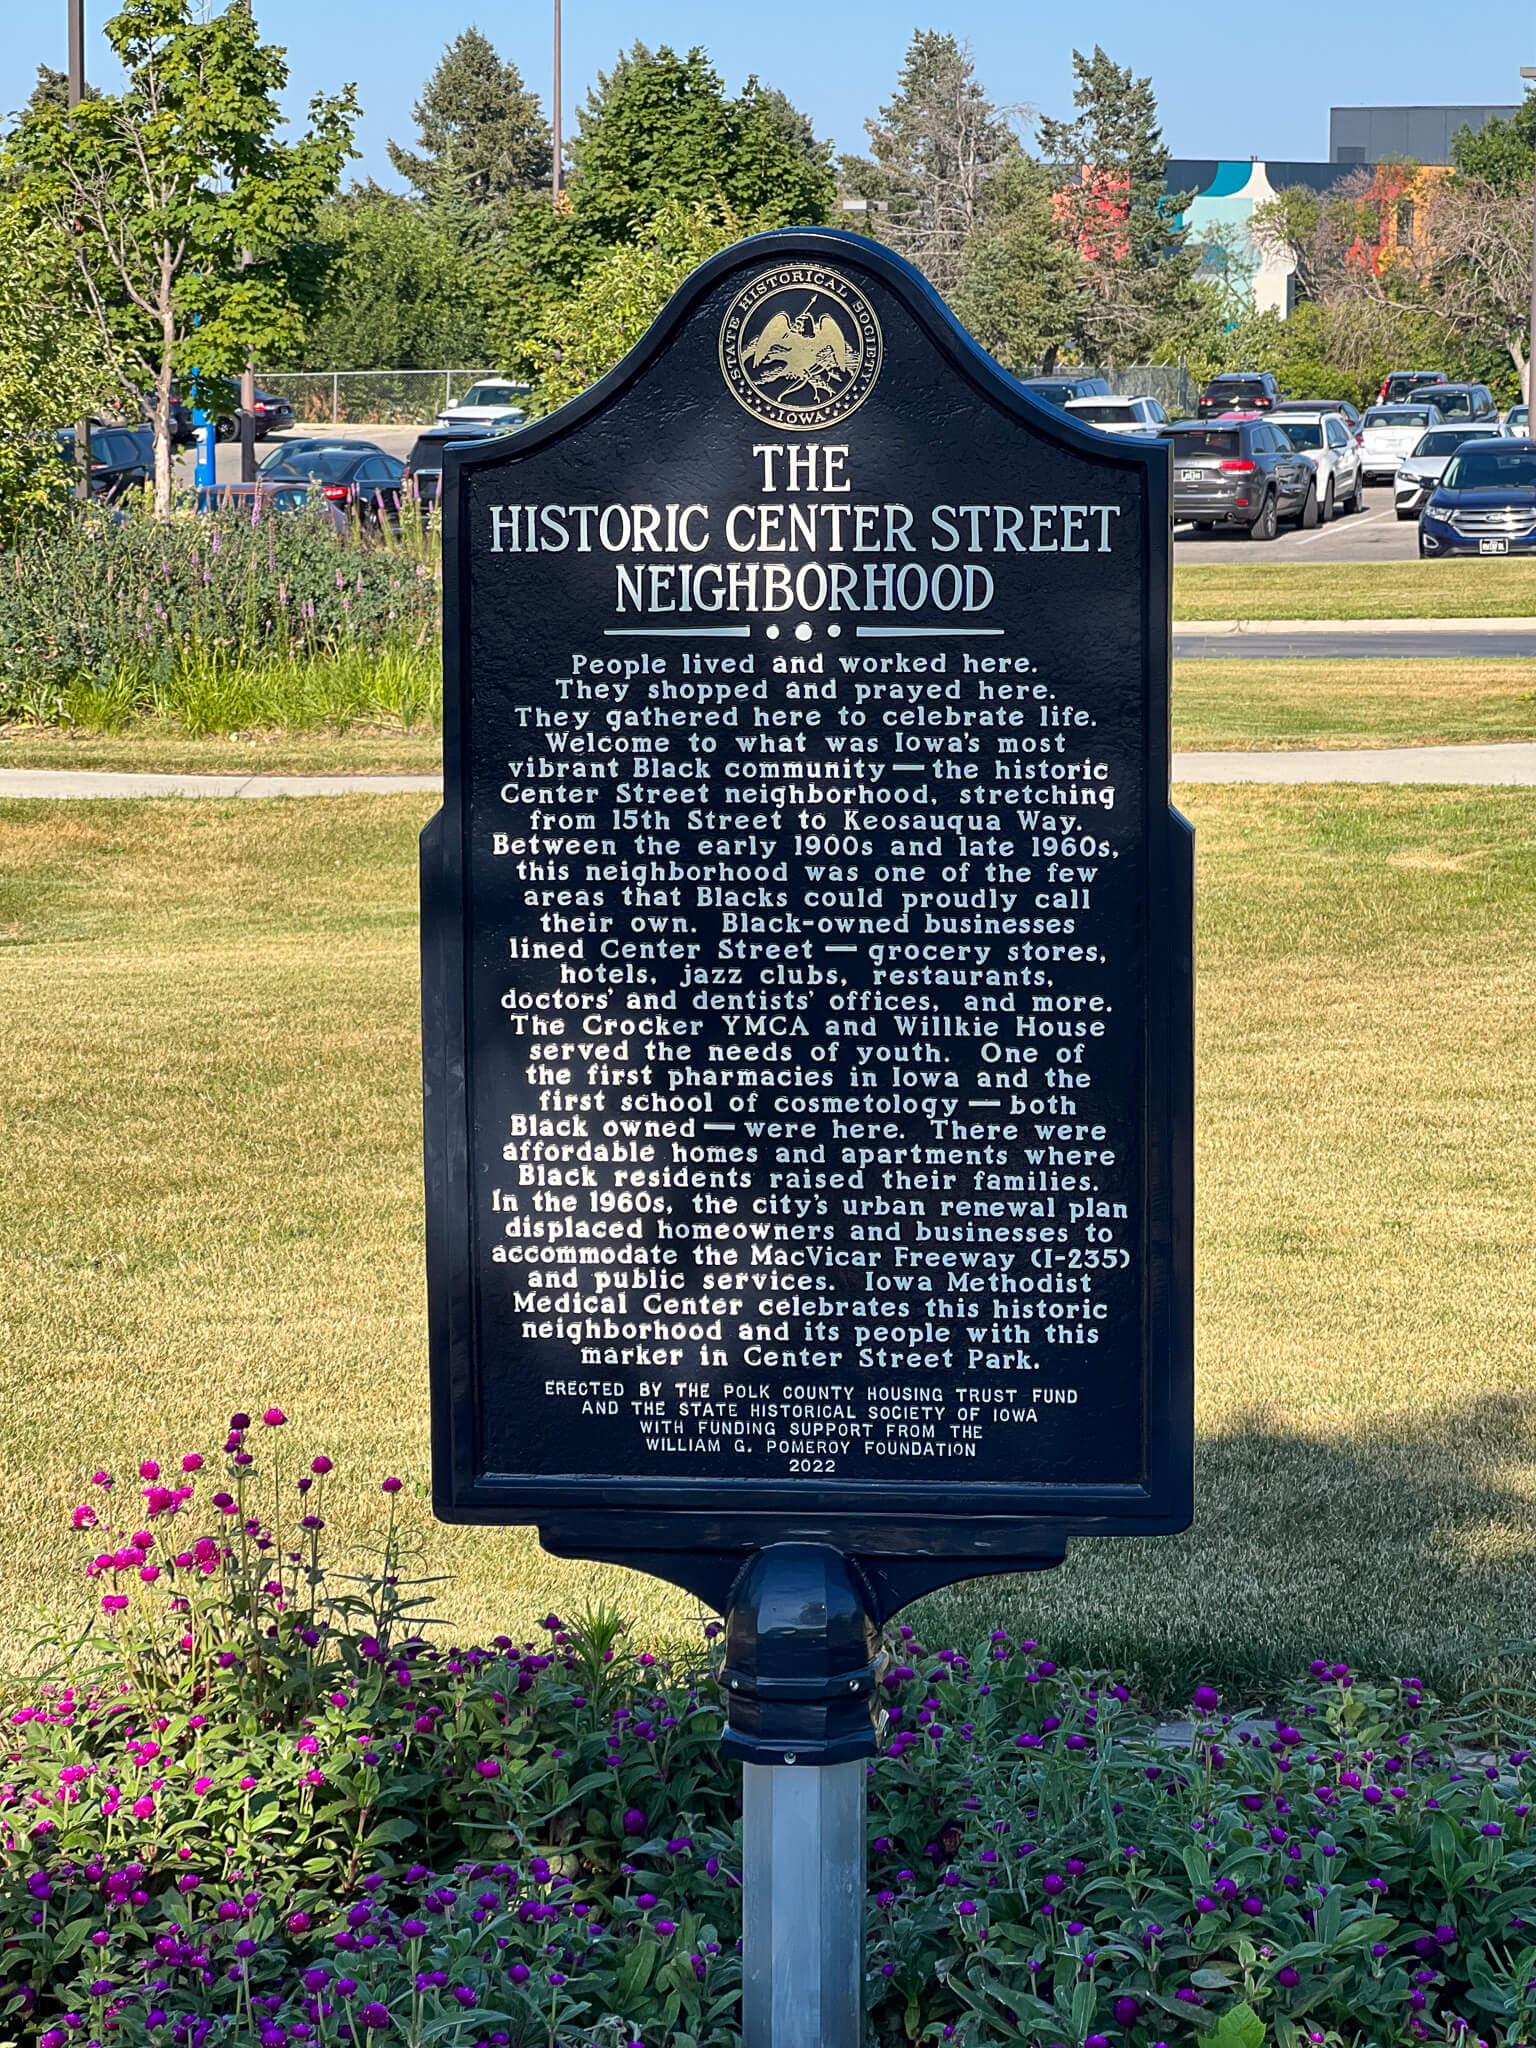 STATE HISTORICAL SOCIETY
IOWA
THE
HISTORIC CENTER STREET
NEIGHBORHOOD
People lived and worked here.
They shopped and prayed here.
They gathered here to celebrate life.
Welcome to what was Iowa's most
vibrant Black community — the historic
Center Street neighborhood, stretching
from 15th Street to Keosauqua Way.
Between the early 1900s and late 1960s,
this neighborhood was one of the few
areas that Blacks could proudly call
their own. Black-owned businesses
lined Center Street — grocery stores,
hotels, jazz clubs, restaurants,
doctors' and dentists' offices, and more.
The Crocker YMCA and Willkie House
served the needs of youth. One of
the first pharmacies in Iowa and the
first school of cosmetology — both
Black owned — were here. There were
affordable homes and apartments where
Black residents raised their families.
In the 1960s, the city's urban renewal plan
displaced homeowners and businesses to
accommodate the MacVicar Freeway (I-235)
and public services. Iowa Methodist
Medical Center celebrates this historic
neighborhood and its people with this
marker in Center Street Park.
ERECTED BY THE POLK COUNTY HOUSING TRUST FUND
AND THE STATE HISTORICAL SOCIETY OF IOWA
WITH FUNDING SUPPORT FROM THE
WILLIAM G. POMEROY FOUNDATION
2022